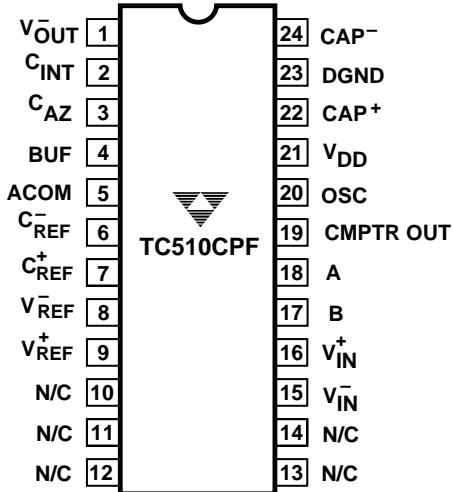 V⁻OUT 1 24 CAP⁻
CINT 2 23 DGND
CAZ 3 22 CAP⁺
BUF 4 21 VDD
ACOM 5 20 OSC
C⁻REF 6 19 CMPTR OUT
TC510CPF
C⁺REF 7 18 A
V⁻REF 8 17 B
V⁺REF 9 16 V⁺IN
N/C 10 15 V⁻IN
N/C 11 14 N/C
N/C 12 13 N/C